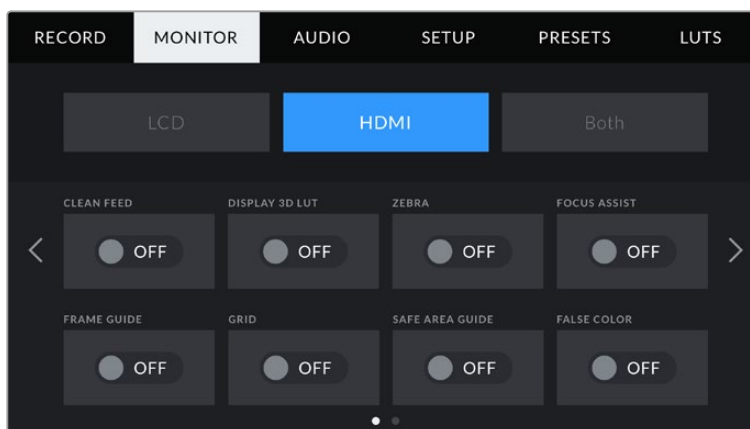 RECORD MONITOR AUDIO SETUP PRESETS LUTS
LCD HDMI Both
CLEAN FEED DISPLAY 3D LUT ZEBRA FOCUS ASSIST
OFF OFF OFF OFF
FRAME GUIDE GRID SAFE AREA GUIDE FALSE COLOR
OFF OFF OFF OFF